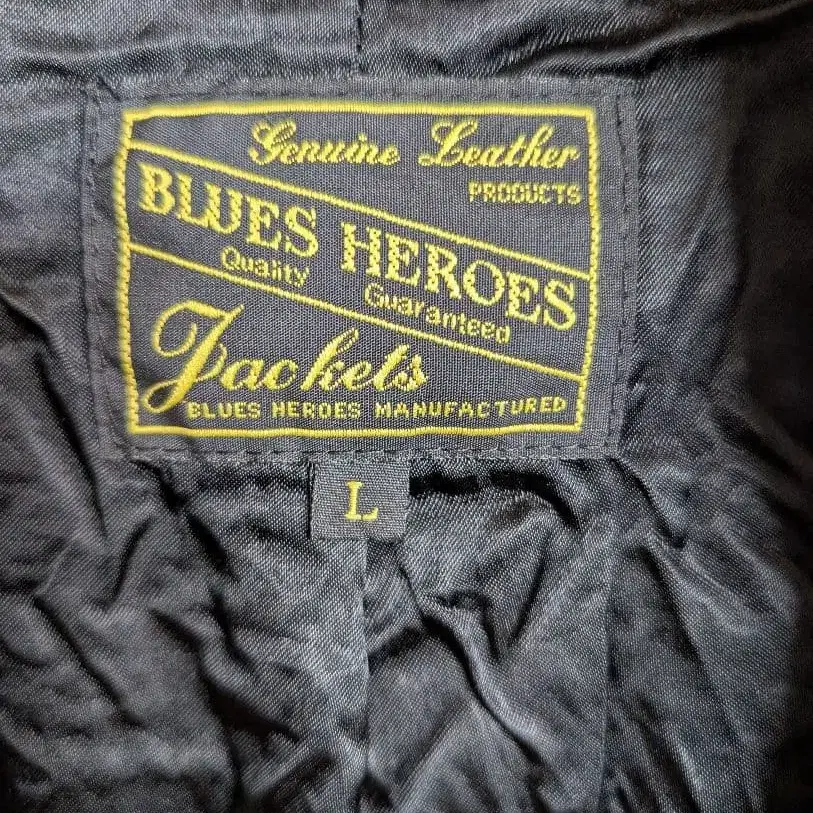 Genuine Leather
PRODUCTS
BLUES HEROES
Quality Guaranteed
Jackets
BLUES HEROES MANUFACTURED
L